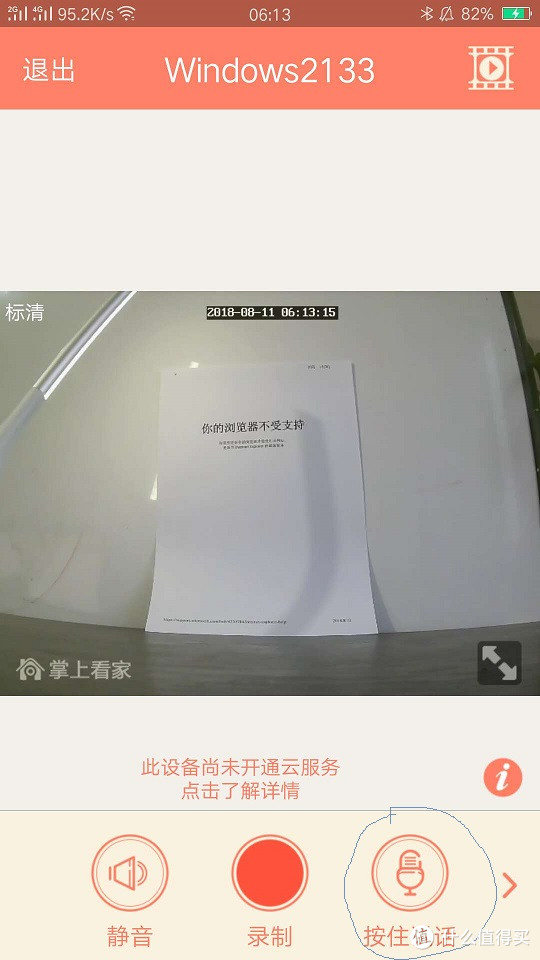 2G 4G 95.2K/s 06:13 82%
退出 Windows2133
标清 2018-08-11 06:13:15
你的浏览器不受支持
掌上看家
此设备尚未开通云服务
点击了解详情
i
静音 录制 按住 话
值 什么值得买